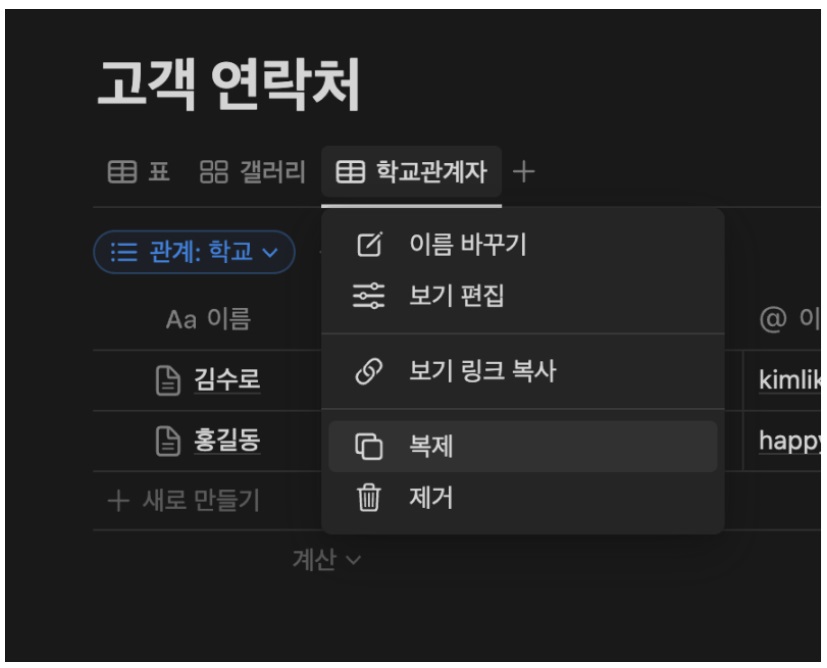 고객 연락처
표 갤러리 학교관계자
관계: 학교
이름 바꾸기
보기 편집
Aa 이름
@ 이
보기 링크 복사
김수로
kimlik
복제
홍길동
happy
제거
새로 만들기
계산